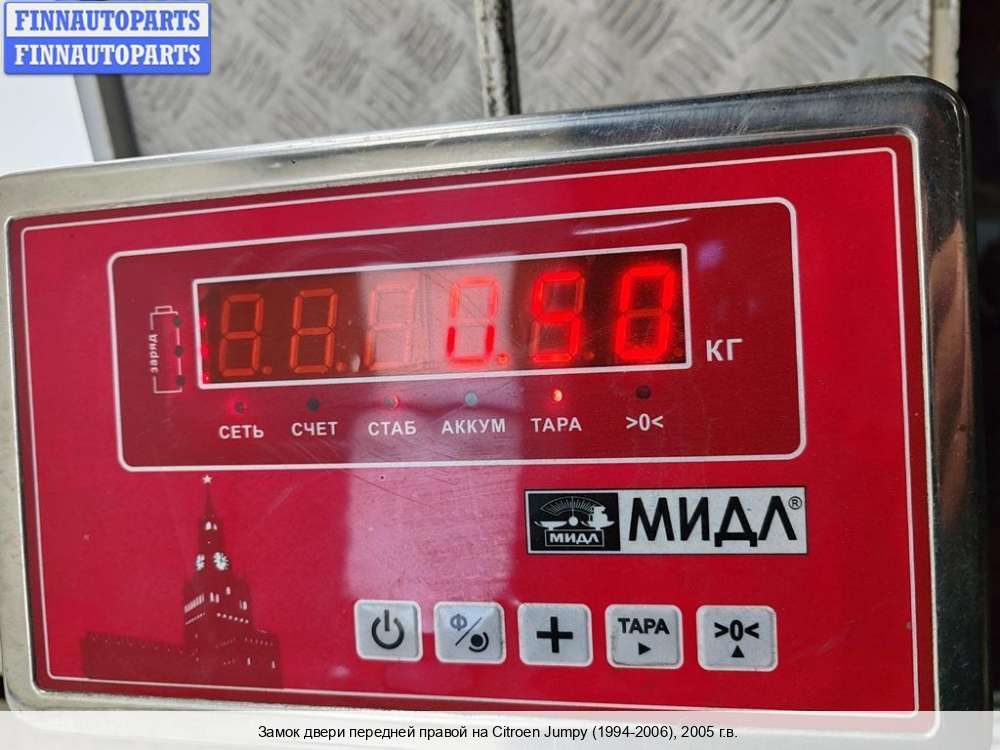 FINNAUTOPARTS
FINNAUTOPARTS
0.50
КГ
заряд
СЕТЬ СЧЕТ СТАБ АККУМ ТАРА >0<
МИДЛ МИДЛ®
Ф
+ ТАРА >0<
Замок двери передней правой на Citroen Jumpy (1994-2006), 2005 г.в.